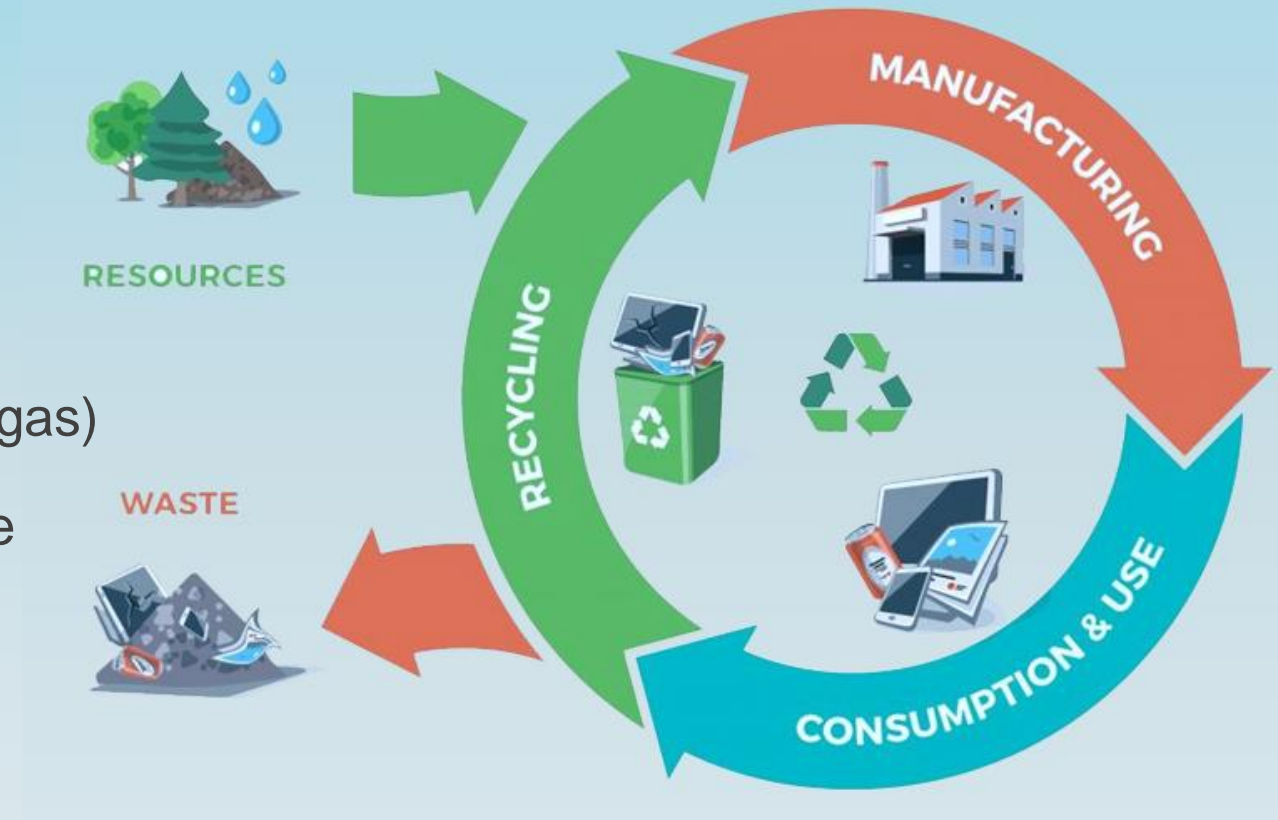 MANUFACTURING
RESOURCES
RECYCLING
gas)
WASTE
e
CONSUMPTION & USE